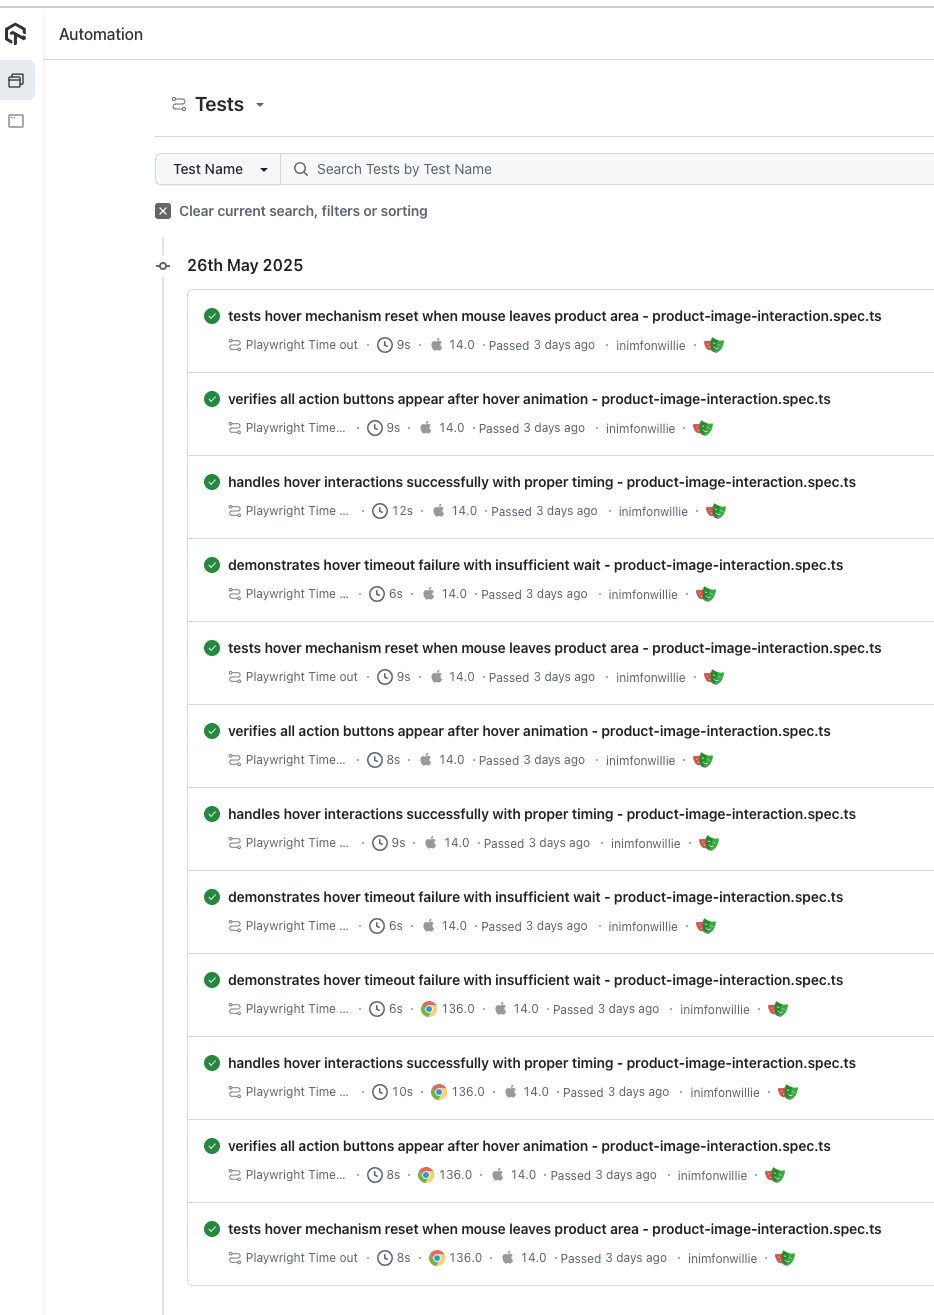 Automation
Tests
Test Name Search Tests by Test Name
Clear current search, filters or sorting
26th May 2025
tests hover mechanism reset when mouse leaves product area - product-image-interaction.spec.ts
Playwright Time out · 9s · 14.0 · Passed 3 days ago · inimfonwillie ·
verifies all action buttons appear after hover animation - product-image-interaction.spec.ts
Playwright Time... · 9s · 14.0 · Passed 3 days ago · inimfonwillie ·
handles hover interactions successfully with proper timing - product-image-interaction.spec.ts
Playwright Time ... · 12s · 14.0 · Passed 3 days ago · inimfonwillie ·
demonstrates hover timeout failure with insufficient wait - product-image-interaction.spec.ts
Playwright Time ... · 6s · 14.0 · Passed 3 days ago · inimfonwillie ·
tests hover mechanism reset when mouse leaves product area - product-image-interaction.spec.ts
Playwright Time out · 9s · 14.0 · Passed 3 days ago · inimfonwillie ·
verifies all action buttons appear after hover animation - product-image-interaction.spec.ts
Playwright Time... · 8s · 14.0 · Passed 3 days ago · inimfonwillie ·
handles hover interactions successfully with proper timing - product-image-interaction.spec.ts
Playwright Time ... · 9s · 14.0 · Passed 3 days ago · inimfonwillie ·
demonstrates hover timeout failure with insufficient wait - product-image-interaction.spec.ts
Playwright Time ... · 6s · 14.0 · Passed 3 days ago · inimfonwillie ·
demonstrates hover timeout failure with insufficient wait - product-image-interaction.spec.ts
Playwright Time ... · 6s · 136.0 · 14.0 · Passed 3 days ago · inimfonwillie ·
handles hover interactions successfully with proper timing - product-image-interaction.spec.ts
Playwright Time ... · 10s · 136.0 · 14.0 · Passed 3 days ago · inimfonwillie ·
verifies all action buttons appear after hover animation - product-image-interaction.spec.ts
Playwright Time... · 8s · 136.0 · 14.0 · Passed 3 days ago · inimfonwillie ·
tests hover mechanism reset when mouse leaves product area - product-image-interaction.spec.ts
Playwright Time out · 8s · 136.0 · 14.0 · Passed 3 days ago · inimfonwillie ·